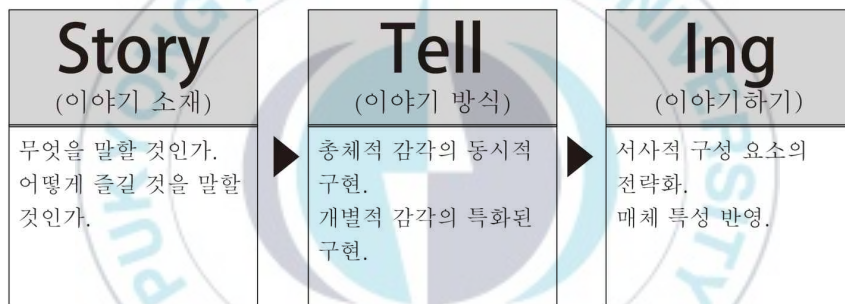 Story
(이야기 소재)
무엇을 말할 것인가.
어떻게 즐길 것을 말할
것인가.
Tell
(이야기 방식)
총체적 감각의 동시적
구현.
개별적 감각의 특화된
구현.
Ing
(이야기하기)
서사적 구성 요소의
전략화.
매체 특성 반영.